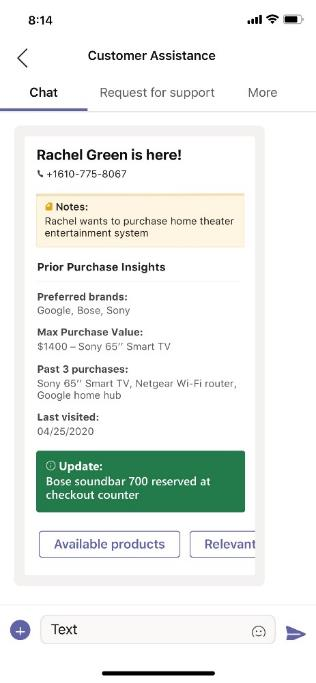 8:14
Customer Assistance
Chat Request for support More
Rachel Green is here!
+1610-775-8067
Notes:
Rachel wants to purchase home theater
entertainment system
Prior Purchase Insights
Preferred brands:
Google, Bose, Sony
Max Purchase Value:
$1400 – Sony 65'' Smart TV
Past 3 purchases:
Sony 65'' Smart TV, Netgear Wi-Fi router,
Google home hub
Last visited:
04/25/2020
Update:
Bose soundbar 700 reserved at
checkout counter
Available products Relevant
Text